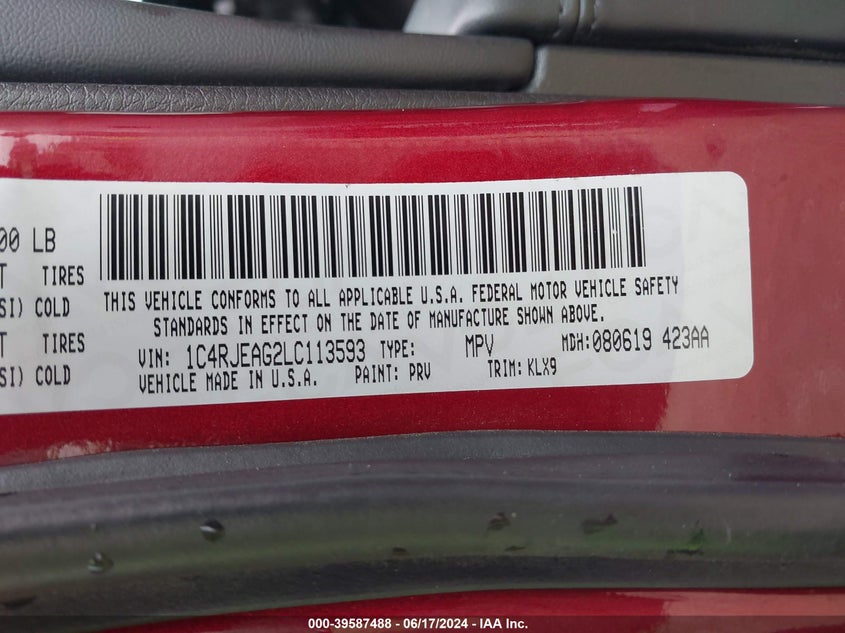 00 LB
TIRES
SI) COLD
TIRES
SI) COLD
THIS VEHICLE CONFORMS TO ALL APPLICABLE U.S.A. FEDERAL MOTOR VEHICLE SAFETY
STANDARDS IN EFFECT ON THE DATE OF MANUFACTURE SHOWN ABOVE.
VIN: 1C4RJEAG2LC113593 TYPE: MPV MDH:080619 423AA
VEHICLE MADE IN U.S.A. PAINT: PRV TRIM: KLX9
000-39587488 - 06/17/2024 - IAA Inc.